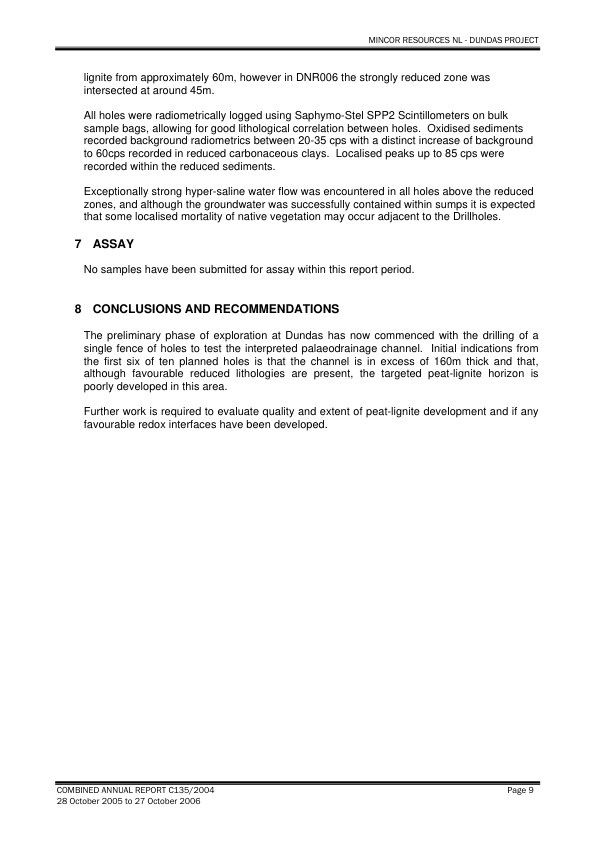 MINCOR RESOURCES NL - DUNDAS PROJECT
lignite from approximately 60m, however in DNR006 the strongly reduced zone was
intersected at around 45m.
All holes were radiometrically logged using Saphymo-Stel SPP2 Scintillometers on bulk
sample bags, allowing for good lithological correlation between holes.  Oxidised sediments
recorded background radiometrics between 20-35 cps with a distinct increase of background
to 60cps recorded in reduced carbonaceous clays.  Localised peaks up to 85 cps were
recorded within the reduced sediments.
Exceptionally strong hyper-saline water flow was encountered in all holes above the reduced
zones, and although the groundwater was successfully contained within sumps it is expected
that some localised mortality of native vegetation may occur adjacent to the Drillholes.
7 ASSAY
No samples have been submitted for assay within this report period.
8 CONCLUSIONS AND RECOMMENDATIONS
The preliminary phase of exploration at Dundas has now commenced with the drilling of a
single fence of holes to test the interpreted palaeodrainage channel.  Initial indications from
the first six of ten planned holes is that the channel is in excess of 160m thick and that,
although favourable reduced lithologies are present, the targeted peat-lignite horizon is
poorly developed in this area.
Further work is required to evaluate quality and extent of peat-lignite development and if any
favourable redox interfaces have been developed.
COMBINED ANNUAL REPORT C135/2004 Page 9
28 October 2005 to 27 October 2006